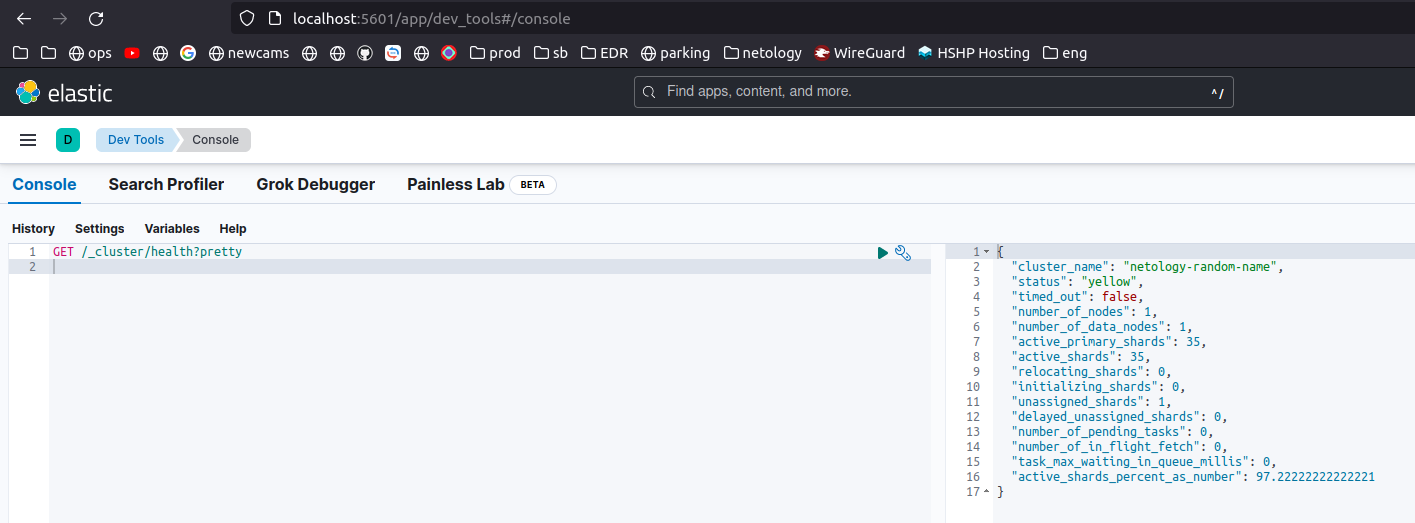 localhost:5601/app/dev_tools#/console
ops newcams prod sb EDR parking netology WireGuard HSHP Hosting eng
elastic Find apps, content, and more. ^/
D Dev Tools Console
Console Search Profiler Grok Debugger Painless Lab BETA
History Settings Variables Help
1 GET /_cluster/health?pretty
2
1 {
2 "cluster_name": "netology-random-name",
3 "status": "yellow",
4 "timed_out": false,
5 "number_of_nodes": 1,
6 "number_of_data_nodes": 1,
7 "active_primary_shards": 35,
8 "active_shards": 35,
9 "relocating_shards": 0,
10 "initializing_shards": 0,
11 "unassigned_shards": 1,
12 "delayed_unassigned_shards": 0,
13 "number_of_pending_tasks": 0,
14 "number_of_in_flight_fetch": 0,
15 "task_max_waiting_in_queue_millis": 0,
16 "active_shards_percent_as_number": 97.22222222222221
17 }